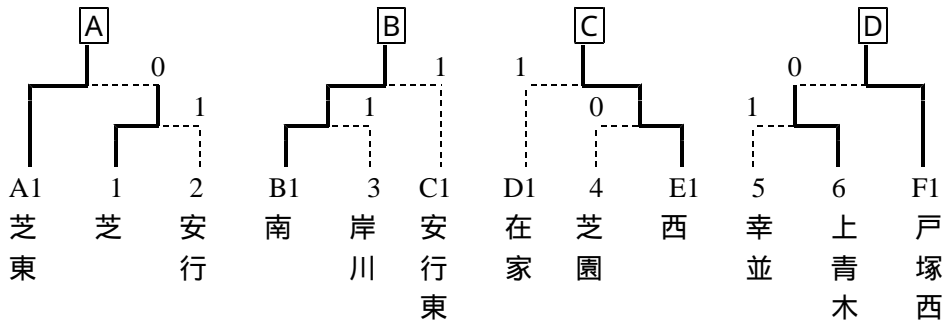 A B C D
0 1 1 0
1 1 0 1
A1 1 2 B1 3 C1 D1 4 E1 5 6 F1
芝東 芝 安行 南 岸川 安行東 在家 芝園 西 幸並 上青木 戸塚西